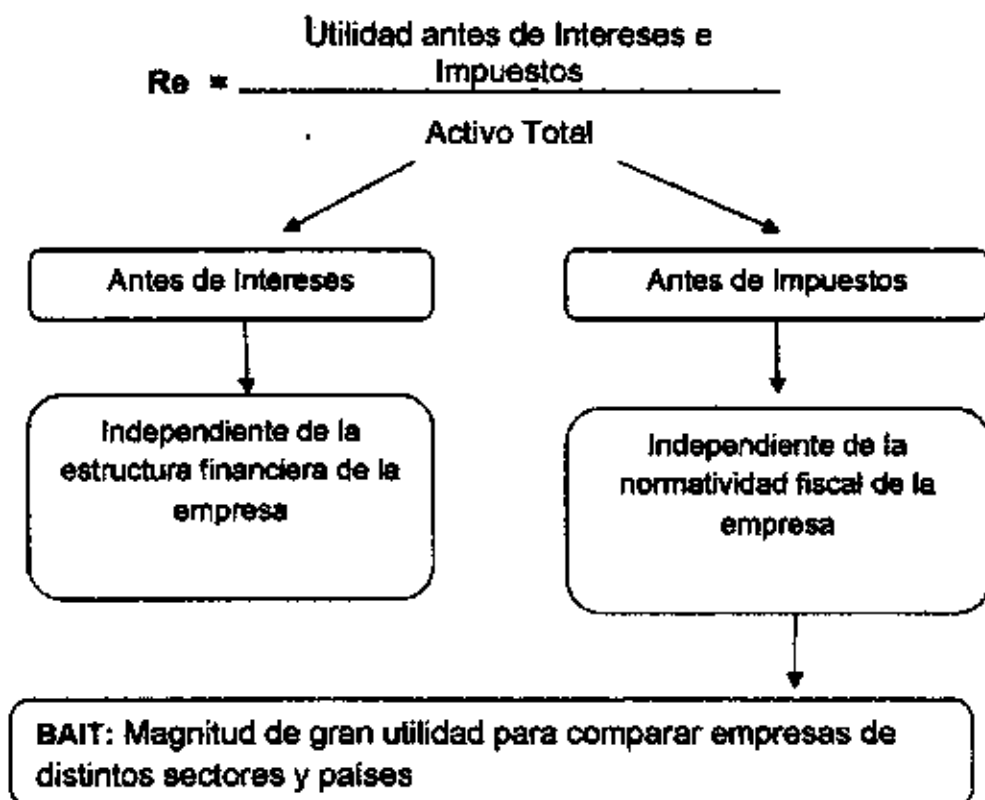 Utilidad antes de Intereses e
Impuestos
Re =
Activo Total
Antes de Intereses
Antes de Impuestos
Independiente de la
estructura financiera de la
empresa
Independiente de la
normatividad fiscal de la
empresa
BAIT: Magnitud de gran utilidad para comparar empresas de
distintos sectores y países